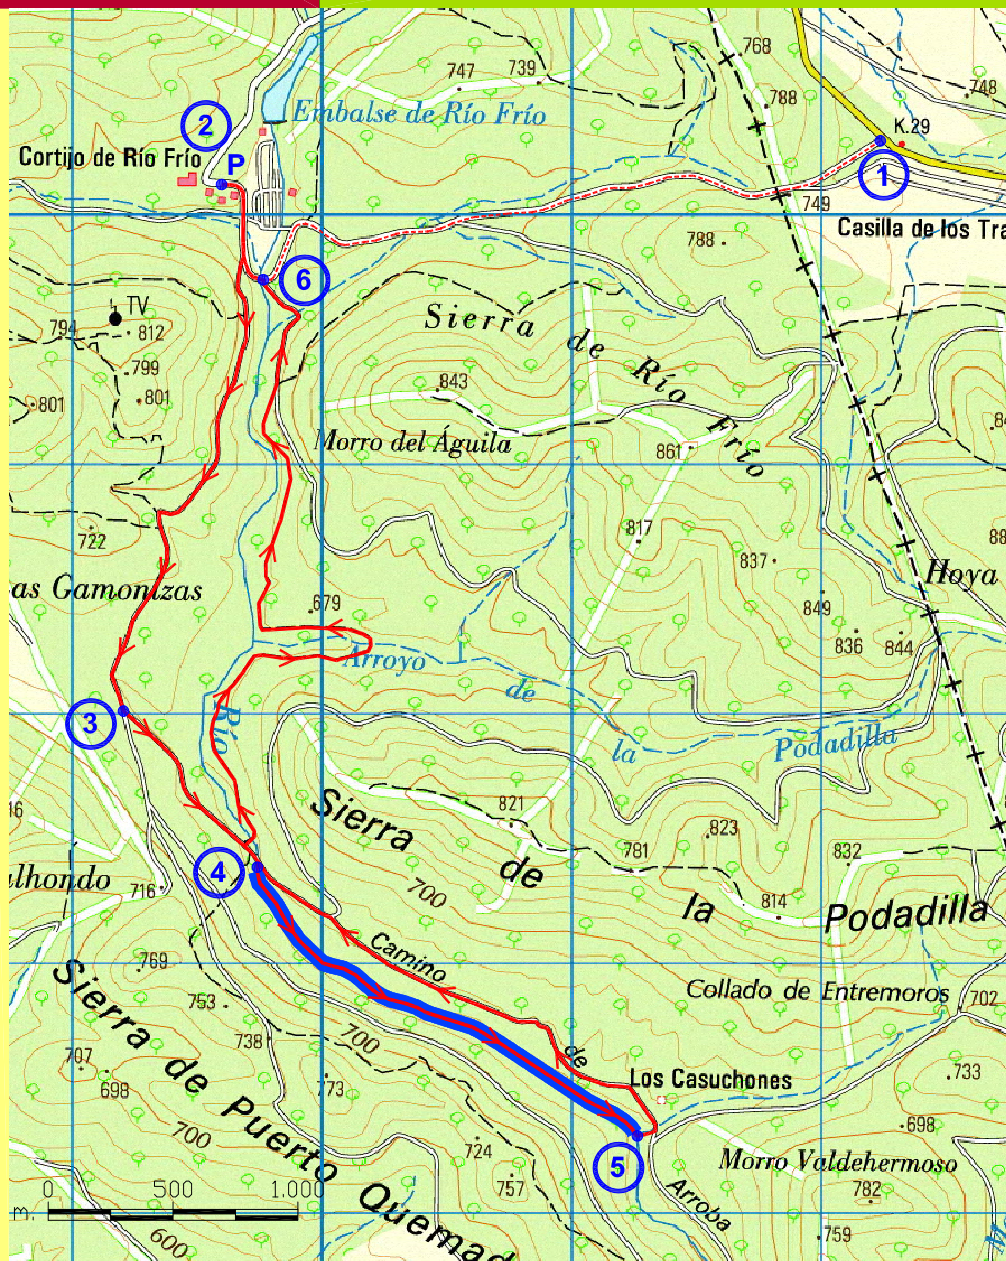 768
747
739
788
748
Embalse de Río Frío
K.29
2
Cortijo de Río Frío
P
1
749
Casilla de los Tra
788
6
TV
794
812
Sierra de Río Frío
799
801
801
843
Morro del Águila
861
817
722
837
Hoya
as Gamonizas
679
849
836
844
Arroyo de la Podadilla
3
Río
821
823
781
832
4
alhondo
716
700
814
Sierra de la Podadilla
769
Camino de
Collado de Entremoros
702
753
738
700
707
698
773
Los Casuchones
733
698
700
724
5
Morro Valdehermoso
757
782
Arroba
759
Sierra de Puerto Quemad
0 500 1.000
m.
600